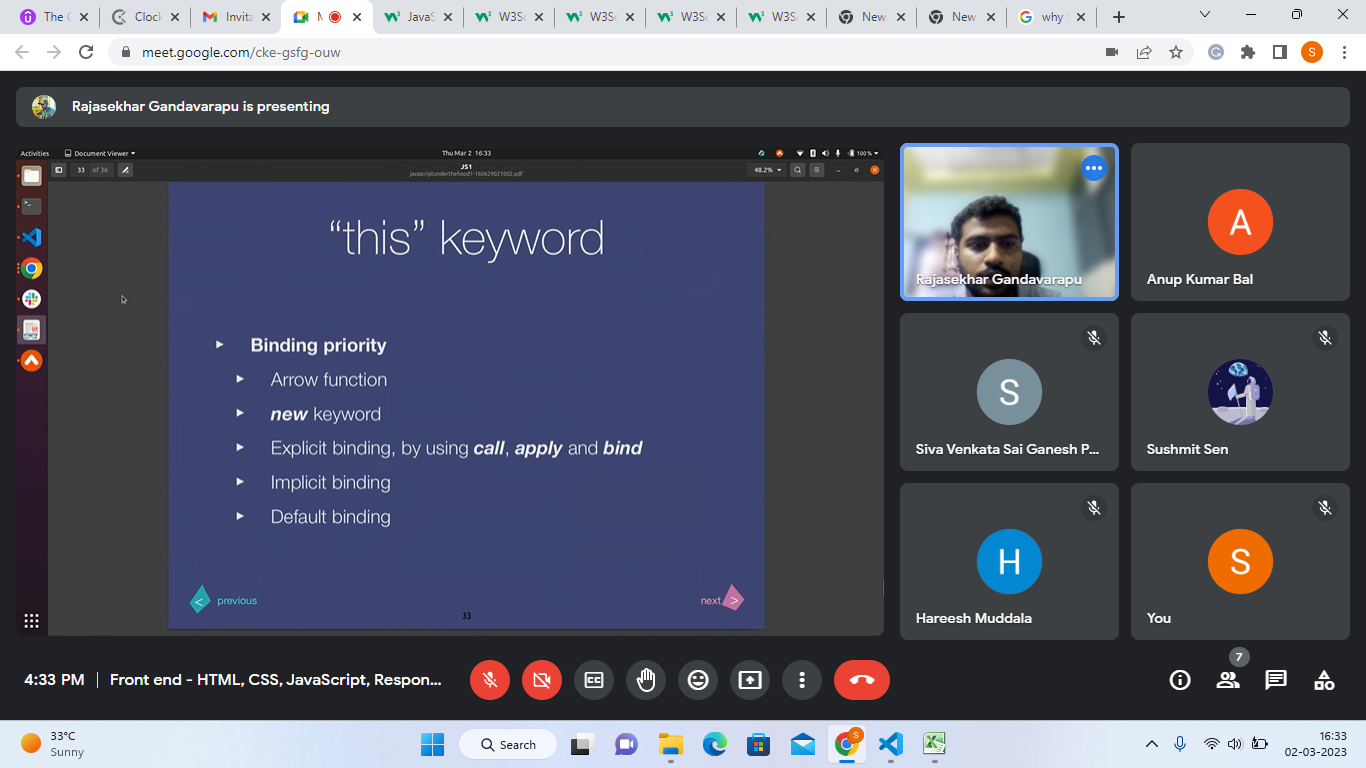 The C
Clock
Invita
M
JavaS
W3Sc
W3Sc
W3Sc
W3Sc
New
New
why
meet.google.com/cke-gsfg-ouw
S
Rajasekhar Gandavarapu is presenting
Activities
Document Viewer
Thu Mar 2 16:33
100 %
33 of 36
JS1
javascriptunderthehood1-160629021002.pdf
48.2%
“this” keyword
Binding priority
Arrow function
new keyword
Explicit binding, by using call, apply and bind
Implicit binding
Default binding
< previous
next >
33
Rajasekhar Gandavarapu
A
Anup Kumar Bal
S
Siva Venkata Sai Ganesh P...
Sushmit Sen
H
Hareesh Muddala
S
You
4:33 PM | Front end - HTML, CSS, JavaScript, Respon...
7
33°C
Sunny
Search
S
16:33
02-03-2023